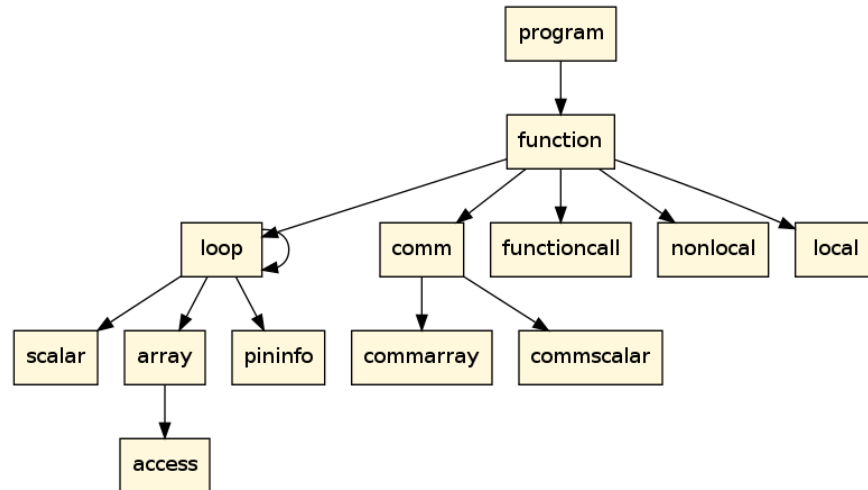 program
function
loop
comm
functioncall
nonlocal
local
scalar
array
pininfo
commarray
commscalar
access